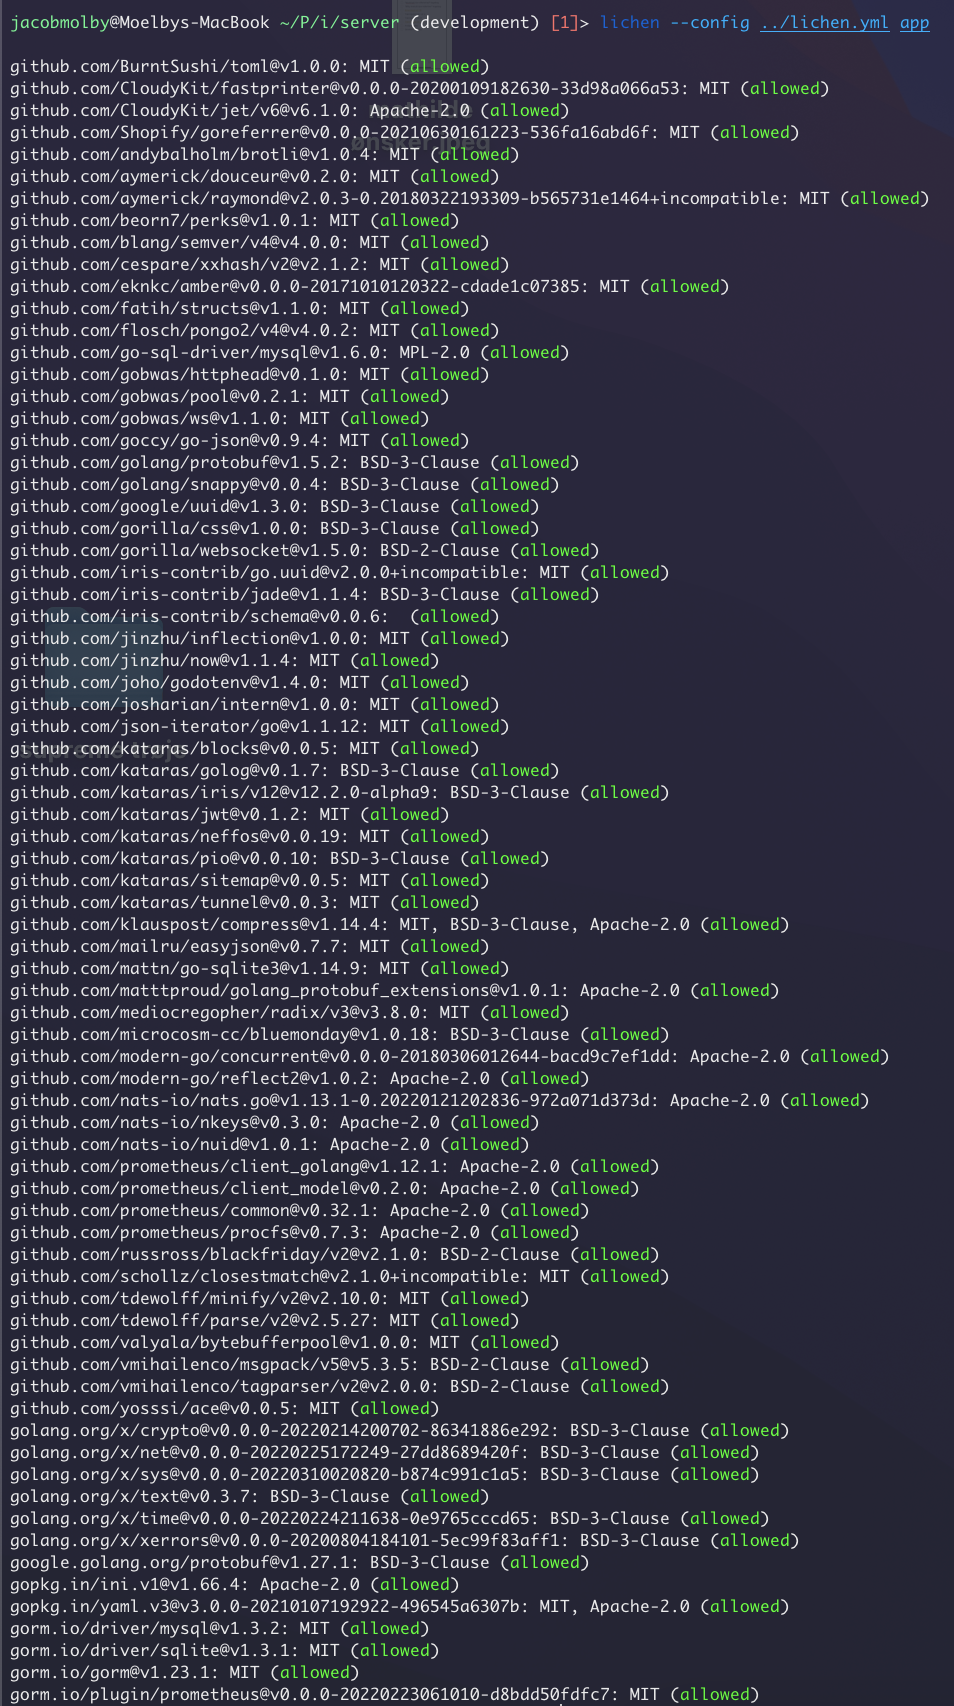 jacobmolby@Moelbys-MacBook ~/P/i/server (development) [1]> lichen --config ../lichen.yml app
github.com/BurntSushi/toml@v1.0.0: MIT (allowed)
github.com/CloudyKit/fastprinter@v0.0.0-20200109182630-33d98a066a53: MIT (allowed)
github.com/CloudyKit/jet/v6@v6.1.0: Apache-2.0 (allowed)
github.com/Shopify/goreferrer@v0.0.0-20210630161223-536fa16abd6f: MIT (allowed)
github.com/andybalholm/brotli@v1.0.4: MIT (allowed)
github.com/aymerick/douceur@v0.2.0: MIT (allowed)
github.com/aymerick/raymond@v2.0.3-0.20180322193309-b565731e1464+incompatible: MIT (allowed)
github.com/beorn7/perks@v1.0.1: MIT (allowed)
github.com/blang/semver/v4@v4.0.0: MIT (allowed)
github.com/cespare/xxhash/v2@v2.1.2: MIT (allowed)
github.com/eknkc/amber@v0.0.0-20171010120322-cdade1c07385: MIT (allowed)
github.com/fatih/structs@v1.1.0: MIT (allowed)
github.com/flosch/pongo2/v4@v4.0.2: MIT (allowed)
github.com/go-sql-driver/mysql@v1.6.0: MPL-2.0 (allowed)
github.com/gobwas/httphead@v0.1.0: MIT (allowed)
github.com/gobwas/pool@v0.2.1: MIT (allowed)
github.com/gobwas/ws@v1.1.0: MIT (allowed)
github.com/goccy/go-json@v0.9.4: MIT (allowed)
github.com/golang/protobuf@v1.5.2: BSD-3-Clause (allowed)
github.com/golang/snappy@v0.0.4: BSD-3-Clause (allowed)
github.com/google/uuid@v1.3.0: BSD-3-Clause (allowed)
github.com/gorilla/css@v1.0.0: BSD-3-Clause (allowed)
github.com/gorilla/websocket@v1.5.0: BSD-2-Clause (allowed)
github.com/iris-contrib/go.uuid@v2.0.0+incompatible: MIT (allowed)
github.com/iris-contrib/jade@v1.1.4: BSD-3-Clause (allowed)
github.com/iris-contrib/schema@v0.0.6:  (allowed)
github.com/jinzhu/inflection@v1.0.0: MIT (allowed)
github.com/jinzhu/now@v1.1.4: MIT (allowed)
github.com/joho/godotenv@v1.4.0: MIT (allowed)
github.com/josharian/intern@v1.0.0: MIT (allowed)
github.com/json-iterator/go@v1.1.12: MIT (allowed)
github.com/kataras/blocks@v0.0.5: MIT (allowed)
github.com/kataras/golog@v0.1.7: BSD-3-Clause (allowed)
github.com/kataras/iris/v12@v12.2.0-alpha9: BSD-3-Clause (allowed)
github.com/kataras/jwt@v0.1.2: MIT (allowed)
github.com/kataras/neffos@v0.0.19: MIT (allowed)
github.com/kataras/pio@v0.0.10: BSD-3-Clause (allowed)
github.com/kataras/sitemap@v0.0.5: MIT (allowed)
github.com/kataras/tunnel@v0.0.3: MIT (allowed)
github.com/klauspost/compress@v1.14.4: MIT, BSD-3-Clause, Apache-2.0 (allowed)
github.com/mailru/easyjson@v0.7.7: MIT (allowed)
github.com/mattn/go-sqlite3@v1.14.9: MIT (allowed)
github.com/matttproud/golang_protobuf_extensions@v1.0.1: Apache-2.0 (allowed)
github.com/mediocregopher/radix/v3@v3.8.0: MIT (allowed)
github.com/microcosm-cc/bluemonday@v1.0.18: BSD-3-Clause (allowed)
github.com/modern-go/concurrent@v0.0.0-20180306012644-bacd9c7ef1dd: Apache-2.0 (allowed)
github.com/modern-go/reflect2@v1.0.2: Apache-2.0 (allowed)
github.com/nats-io/nats.go@v1.13.1-0.20220121202836-972a071d373d: Apache-2.0 (allowed)
github.com/nats-io/nkeys@v0.3.0: Apache-2.0 (allowed)
github.com/nats-io/nuid@v1.0.1: Apache-2.0 (allowed)
github.com/prometheus/client_golang@v1.12.1: Apache-2.0 (allowed)
github.com/prometheus/client_model@v0.2.0: Apache-2.0 (allowed)
github.com/prometheus/common@v0.32.1: Apache-2.0 (allowed)
github.com/prometheus/procfs@v0.7.3: Apache-2.0 (allowed)
github.com/russross/blackfriday/v2@v2.1.0: BSD-2-Clause (allowed)
github.com/schollz/closestmatch@v2.1.0+incompatible: MIT (allowed)
github.com/tdewolff/minify/v2@v2.10.0: MIT (allowed)
github.com/tdewolff/parse/v2@v2.5.27: MIT (allowed)
github.com/valyala/bytebufferpool@v1.0.0: MIT (allowed)
github.com/vmihailenco/msgpack/v5@v5.3.5: BSD-2-Clause (allowed)
github.com/vmihailenco/tagparser/v2@v2.0.0: BSD-2-Clause (allowed)
github.com/yosssi/ace@v0.0.5: MIT (allowed)
golang.org/x/crypto@v0.0.0-20220214200702-86341886e292: BSD-3-Clause (allowed)
golang.org/x/net@v0.0.0-20220225172249-27dd8689420f: BSD-3-Clause (allowed)
golang.org/x/sys@v0.0.0-20220310020820-b874c991c1a5: BSD-3-Clause (allowed)
golang.org/x/text@v0.3.7: BSD-3-Clause (allowed)
golang.org/x/time@v0.0.0-20220224211638-0e9765cccd65: BSD-3-Clause (allowed)
golang.org/x/xerrors@v0.0.0-20200804184101-5ec99f83aff1: BSD-3-Clause (allowed)
google.golang.org/protobuf@v1.27.1: BSD-3-Clause (allowed)
gopkg.in/ini.v1@v1.66.4: Apache-2.0 (allowed)
gopkg.in/yaml.v3@v3.0.0-20210107192922-496545a6307b: MIT, Apache-2.0 (allowed)
gorm.io/driver/mysql@v1.3.2: MIT (allowed)
gorm.io/driver/sqlite@v1.3.1: MIT (allowed)
gorm.io/gorm@v1.23.1: MIT (allowed)
gorm.io/plugin/prometheus@v0.0.0-20220223061010-d8bdd50fdfc7: MIT (allowed)